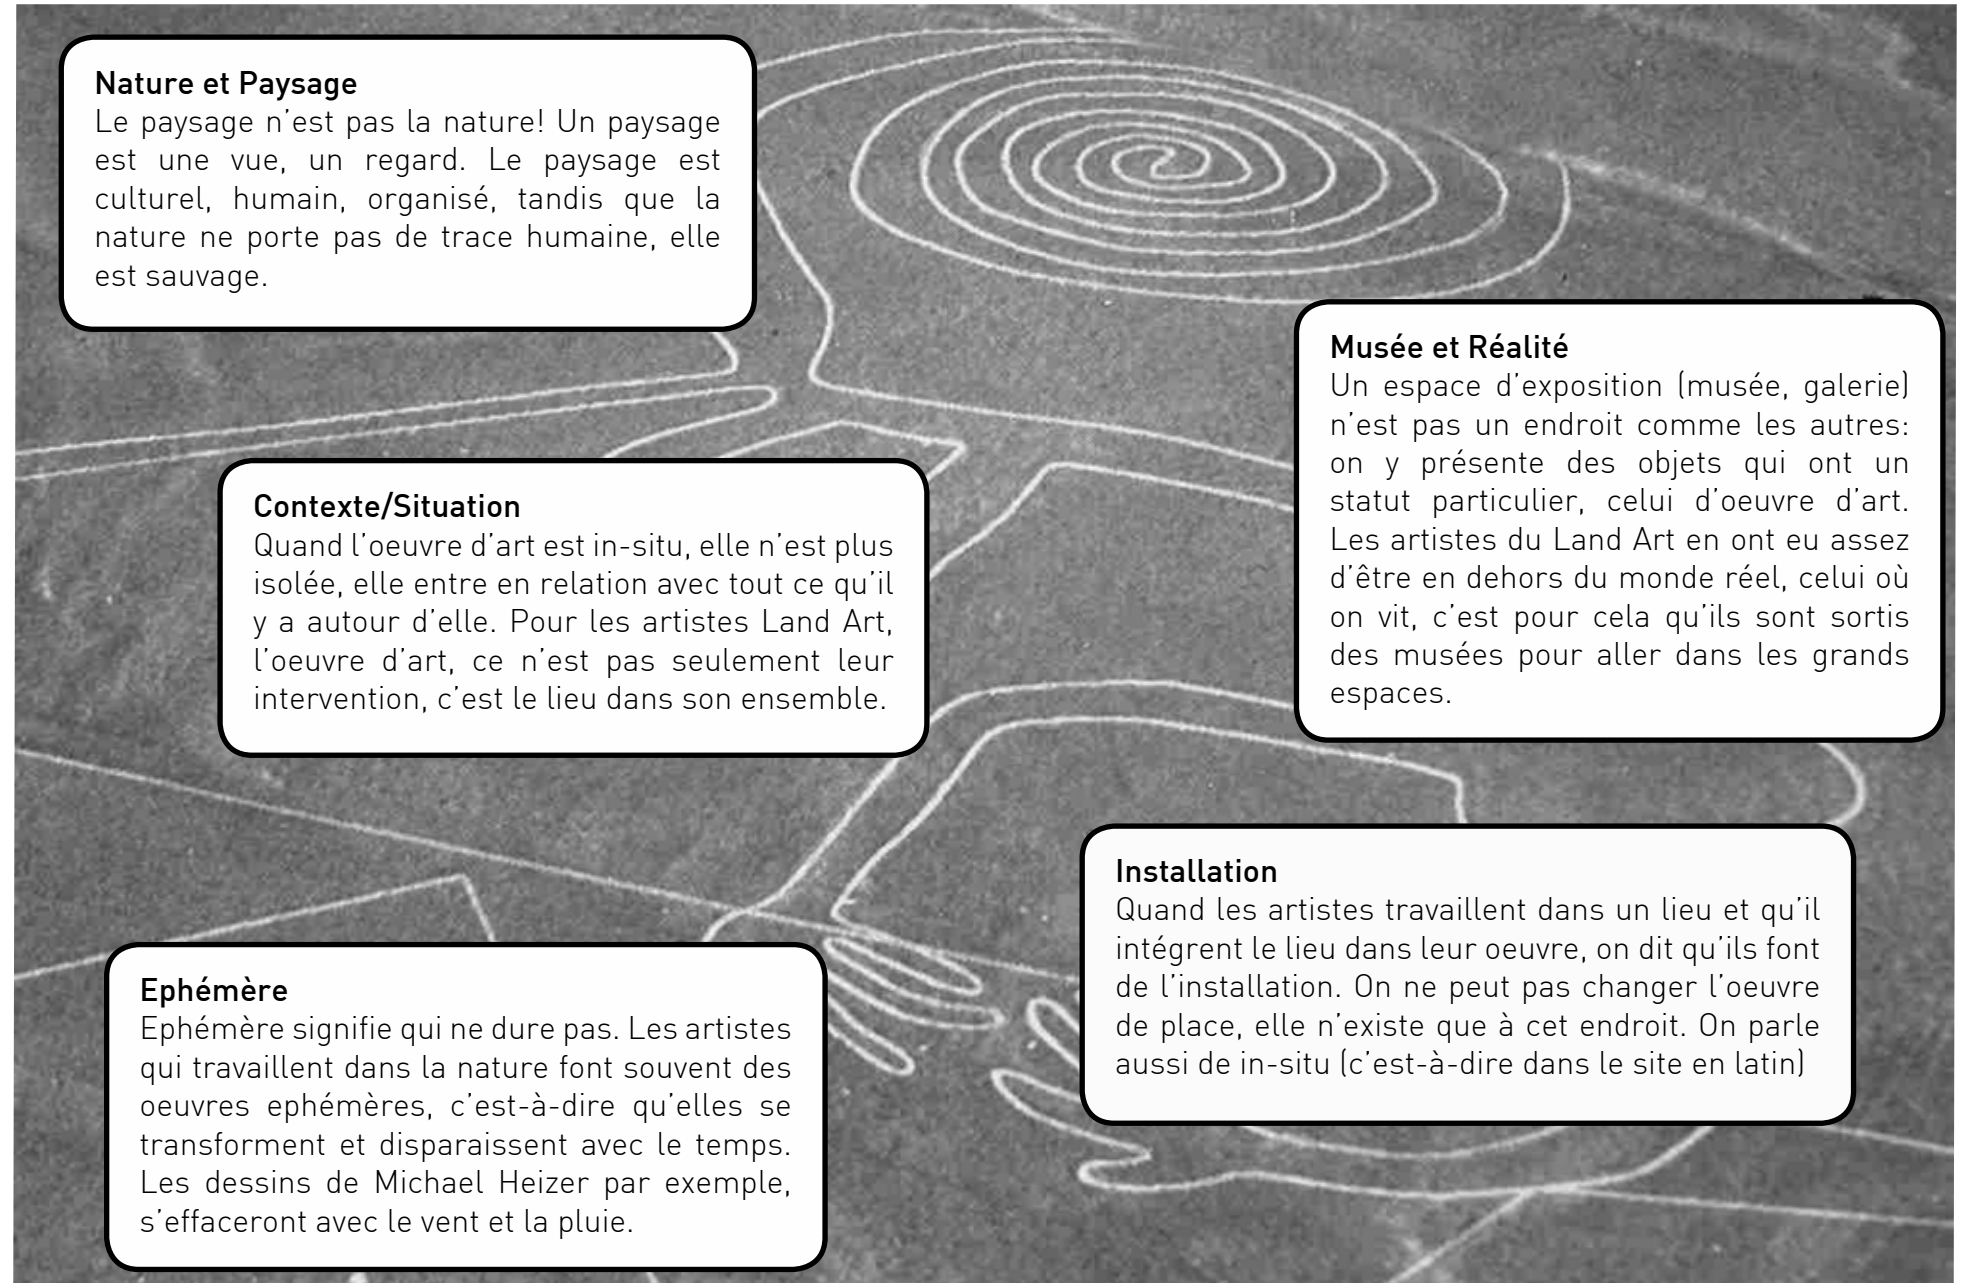 Nature et Paysage
Le paysage n'est pas la nature! Un paysage
est une vue, un regard. Le paysage est
culturel, humain, organisé, tandis que la
nature ne porte pas de trace humaine, elle
est sauvage.
Musée et Réalité
Un espace d'exposition (musée, galerie)
n'est pas un endroit comme les autres:
on y présente des objets qui ont un
statut particulier, celui d'oeuvre d'art.
Les artistes du Land Art en ont eu assez
d'être en dehors du monde réel, celui où
on vit, c'est pour cela qu'ils sont sortis
des musées pour aller dans les grands
espaces.
Contexte/Situation
Quand l'oeuvre d'art est in-situ, elle n'est plus
isolée, elle entre en relation avec tout ce qu'il
y a autour d'elle. Pour les artistes Land Art,
l'oeuvre d'art, ce n'est pas seulement leur
intervention, c'est le lieu dans son ensemble.
Installation
Quand les artistes travaillent dans un lieu et qu'il
intégrent le lieu dans leur oeuvre, on dit qu'ils font
de l'installation. On ne peut pas changer l'oeuvre
de place, elle n'existe que à cet endroit. On parle
aussi de in-situ (c'est-à-dire dans le site en latin)
Ephémère
Ephémère signifie qui ne dure pas. Les artistes
qui travaillent dans la nature font souvent des
oeuvres ephémères, c'est-à-dire qu'elles se
transforment et disparaissent avec le temps.
Les dessins de Michael Heizer par exemple,
s'effaceront avec le vent et la pluie.